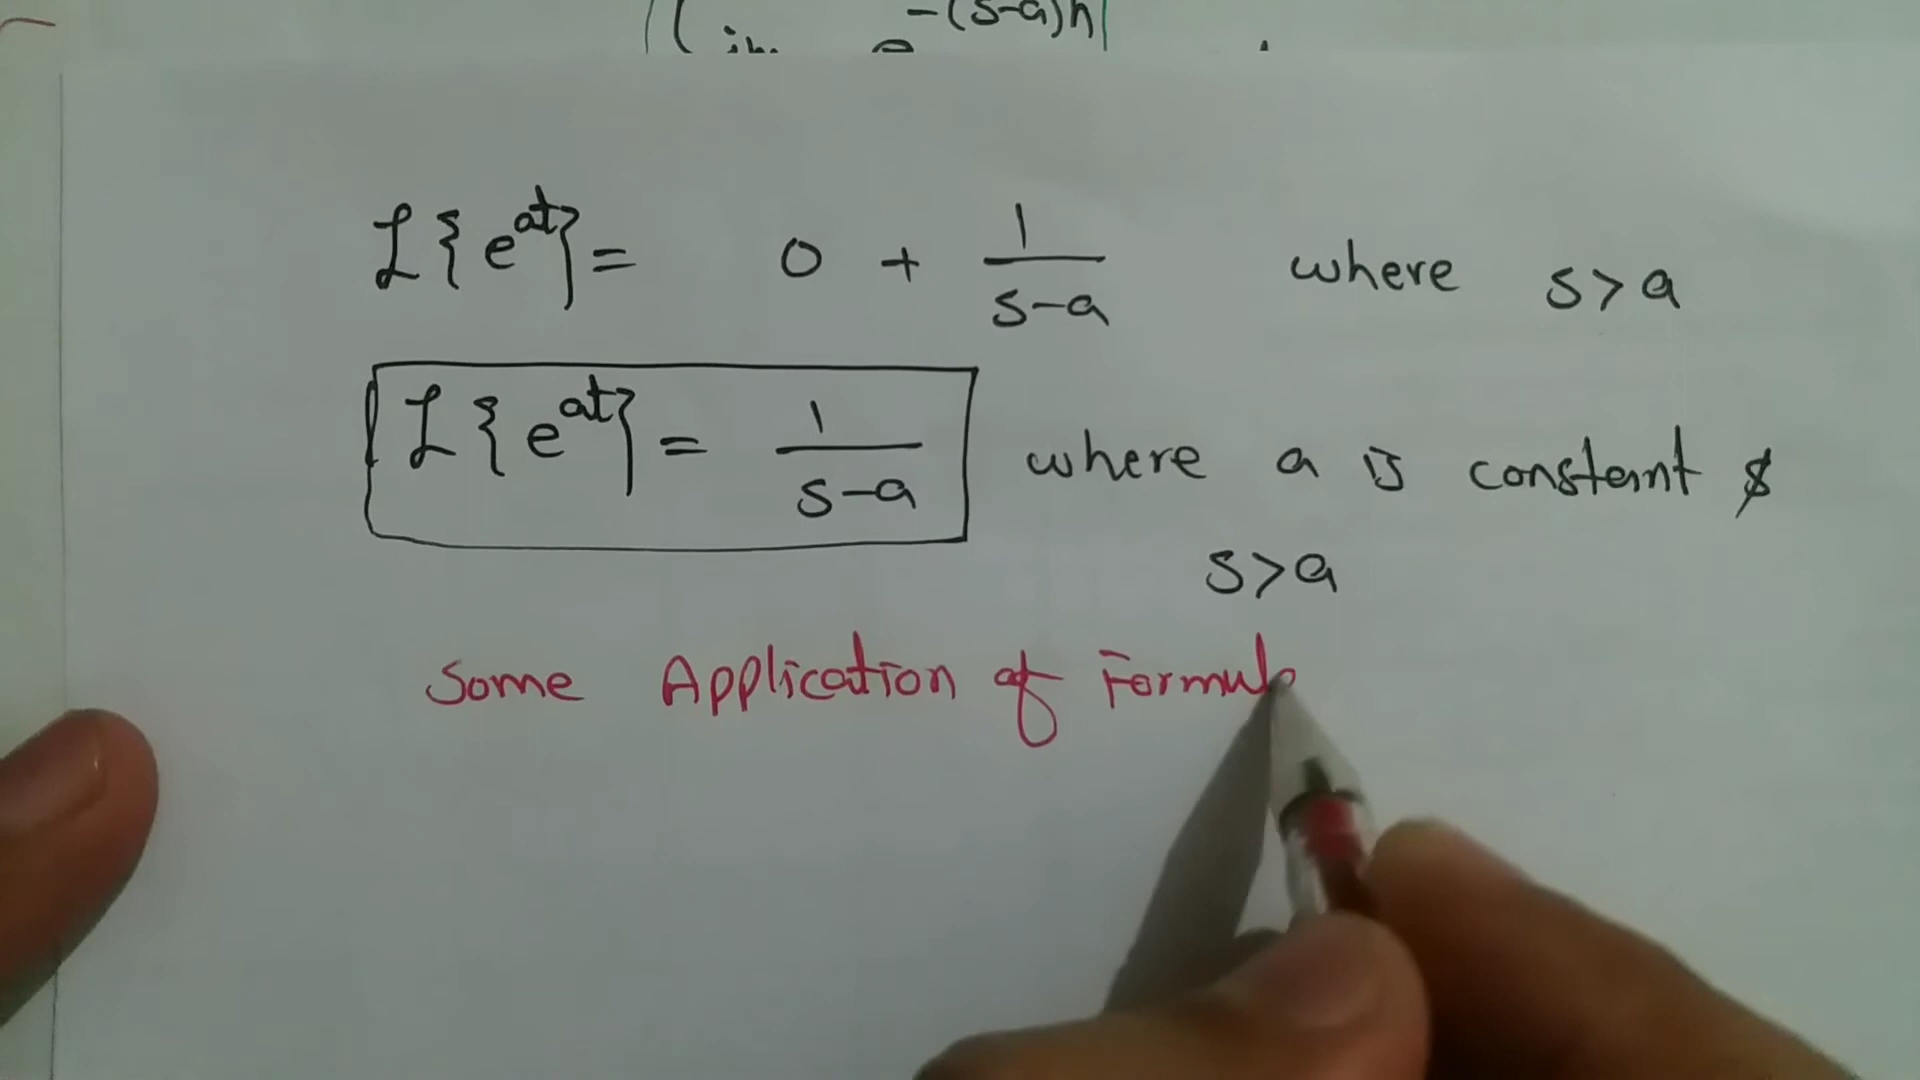 -(s-a)h
ℒ{e^at} = 0 + 1/(s-a) where s>a
ℒ{e^at} = 1/(s-a) where a is constant &
s>a
Some Application of Formula